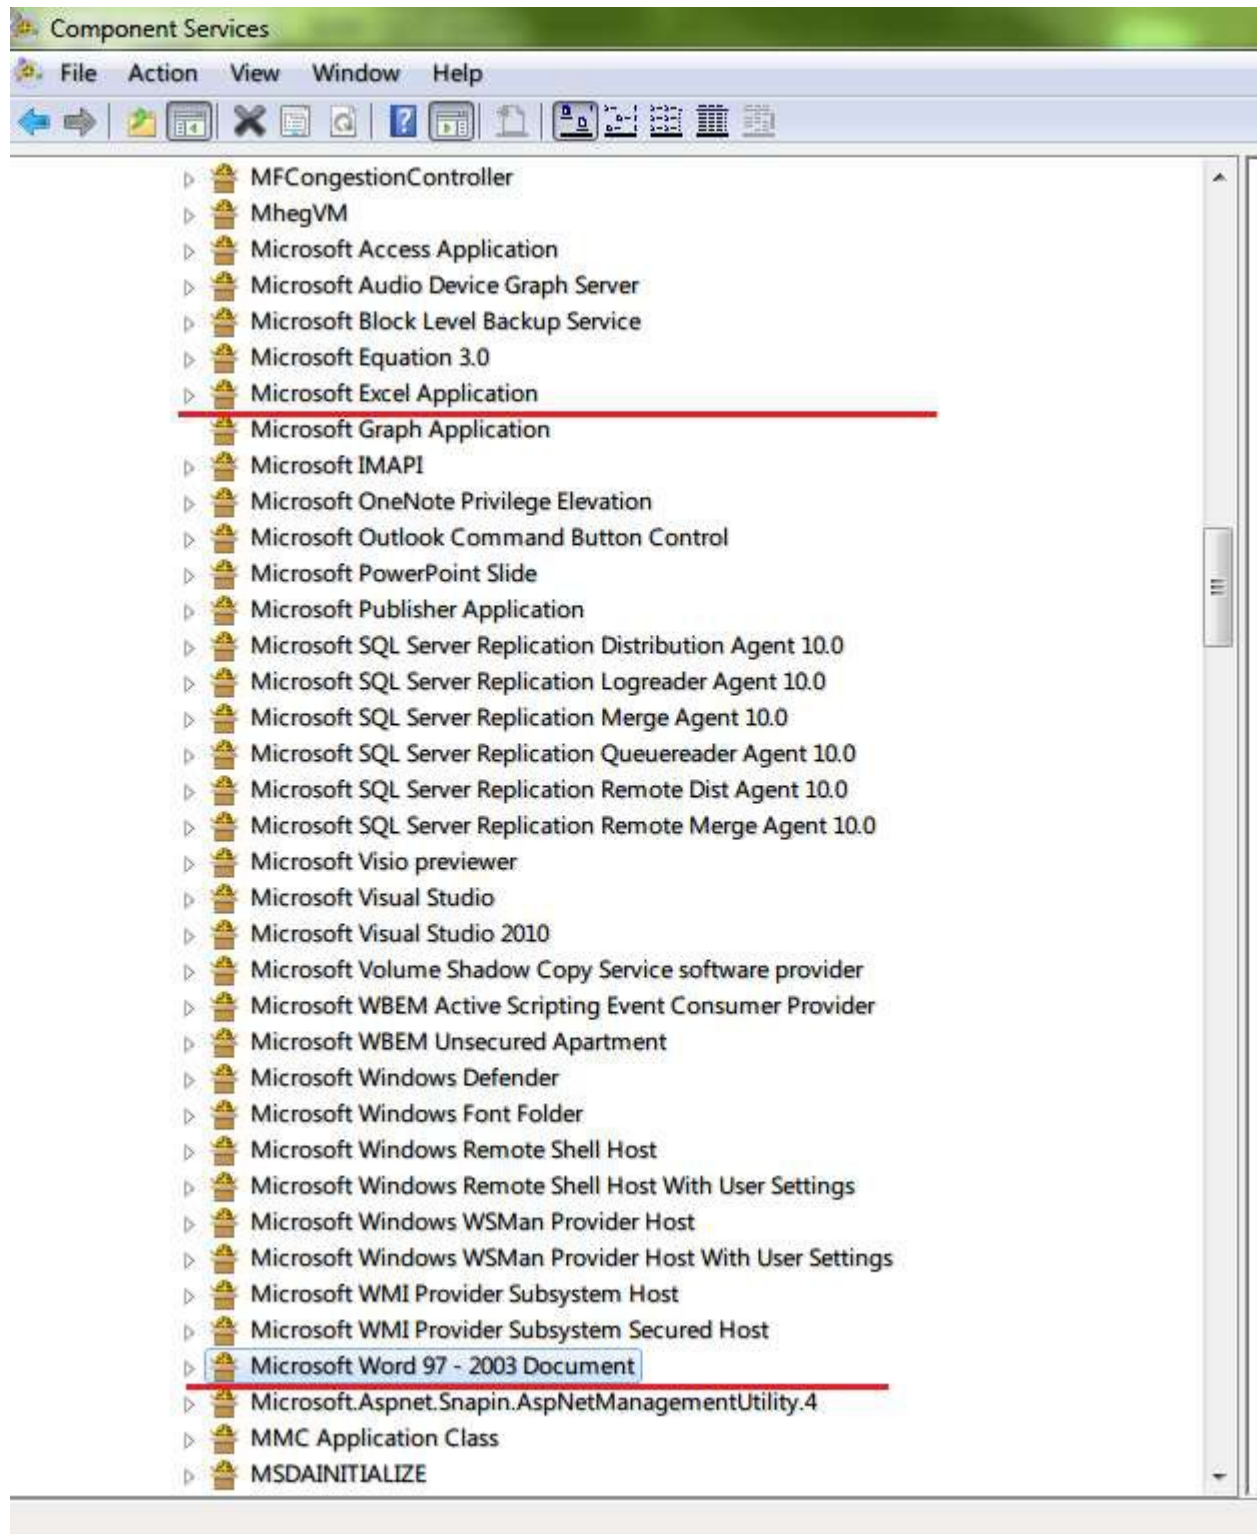 Component Services
File Action View Window Help
MFCongestionController
MhegVM
Microsoft Access Application
Microsoft Audio Device Graph Server
Microsoft Block Level Backup Service
Microsoft Equation 3.0
Microsoft Excel Application
Microsoft Graph Application
Microsoft IMAPI
Microsoft OneNote Privilege Elevation
Microsoft Outlook Command Button Control
Microsoft PowerPoint Slide
Microsoft Publisher Application
Microsoft SQL Server Replication Distribution Agent 10.0
Microsoft SQL Server Replication Logreader Agent 10.0
Microsoft SQL Server Replication Merge Agent 10.0
Microsoft SQL Server Replication Queuereader Agent 10.0
Microsoft SQL Server Replication Remote Dist Agent 10.0
Microsoft SQL Server Replication Remote Merge Agent 10.0
Microsoft Visio previewer
Microsoft Visual Studio
Microsoft Visual Studio 2010
Microsoft Volume Shadow Copy Service software provider
Microsoft WBEM Active Scripting Event Consumer Provider
Microsoft WBEM Unsecured Apartment
Microsoft Windows Defender
Microsoft Windows Font Folder
Microsoft Windows Remote Shell Host
Microsoft Windows Remote Shell Host With User Settings
Microsoft Windows WSMan Provider Host
Microsoft Windows WSMan Provider Host With User Settings
Microsoft WMI Provider Subsystem Host
Microsoft WMI Provider Subsystem Secured Host
Microsoft Word 97 - 2003 Document
Microsoft.Aspnet.Snapin.AspNetManagementUtility.4
MMC Application Class
MSDAINITIALIZE